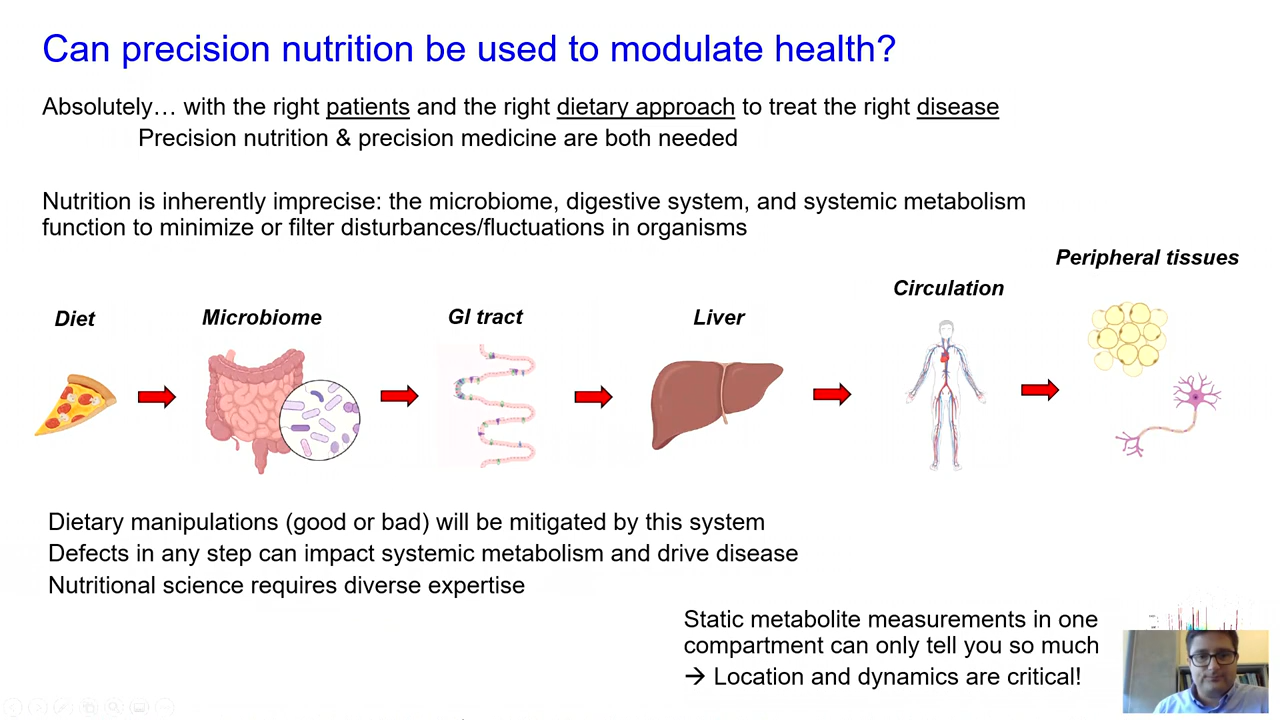 Can precision nutrition be used to modulate health?
Absolutely… with the right patients and the right dietary approach to treat the right disease
Precision nutrition & precision medicine are both needed
Nutrition is inherently imprecise: the microbiome, digestive system, and systemic metabolism
function to minimize or filter disturbances/fluctuations in organisms
Peripheral tissues
Circulation
Diet
Microbiome
GI tract
Liver
Dietary manipulations (good or bad) will be mitigated by this system
Defects in any step can impact systemic metabolism and drive disease
Nutritional science requires diverse expertise
Static metabolite measurements in one
compartment can only tell you so much
→ Location and dynamics are critical!